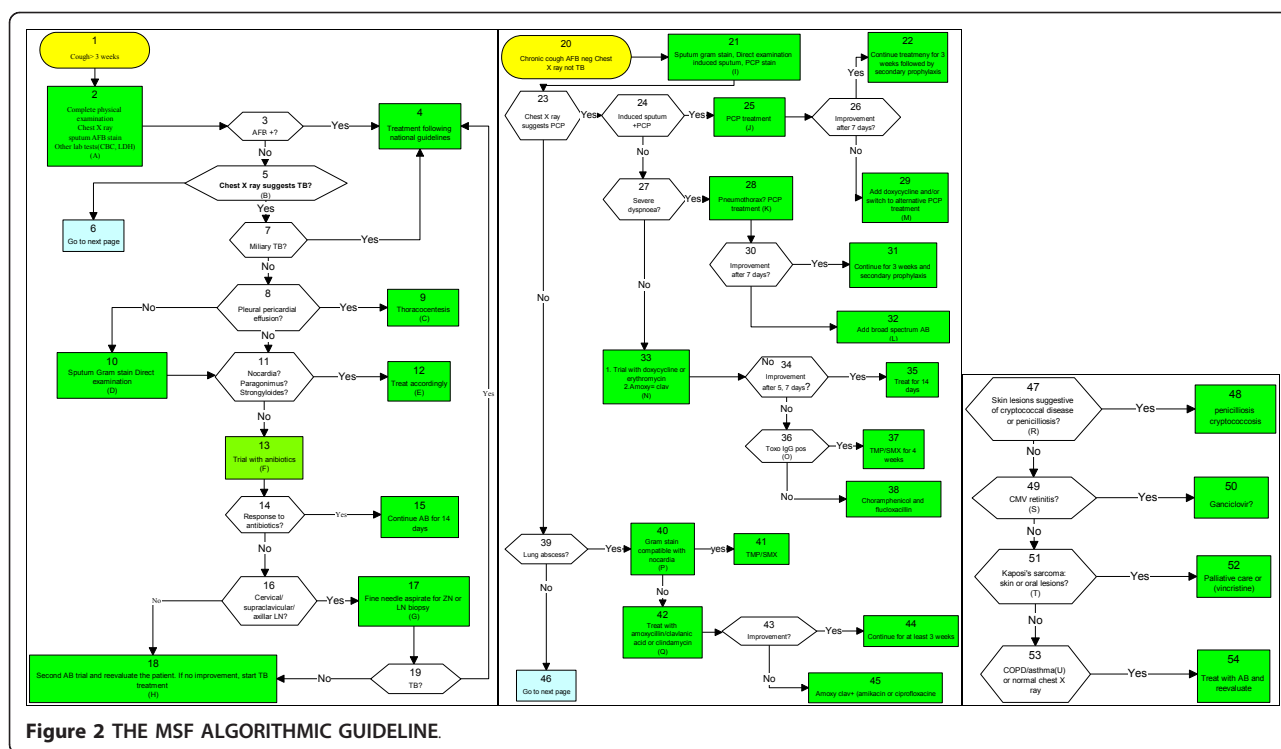 1
Cough> 3 weeks
2
Complete physical
examination
Chest X ray
sputum AFB stain
Other lab tests(CBC, LDH)
(A)
3
AFB +?
Yes
4
Treatment following
national guidelines
No
5
Chest X ray suggests TB?
(B)
Yes
6
Go to next page
7
Miliary TB?
Yes
No
8
Pleural pericardial
effusion?
No
Yes
9
Thoracocentesis
(C)
No
10
Sputum Gram stain Direct
examination
(D)
11
Nocardia?
Paragonimus?
Strongyloides?
Yes
12
Treat accordingly
(E)
No
13
Trial with anibiotics
(F)
14
Response to
antibiotics?
Yes
15
Continue AB for 14
days
No
16
Cervical/
supraclavicular/
axillar LN?
No
Yes
17
Fine needle aspirate for ZN or
LN biopsy
(G)
18
Second AB trial and reevaluate the patient. If no improvement, start TB
treatment
(H)
No
19
TB?
Yes
20
Chronic cough AFB neg Chest
X ray not TB
21
Sputum gram stain, Direct examination
induced sputum, PCP stain
(I)
22
Continue treatmeny for 3
weeks followed by
secondary prophylaxis
23
Chest X ray
suggests PCP
Yes
24
Induced sputum
+PCP
Yes
25
PCP treatment
(J)
Yes
26
Improvement
after 7 days?
No
No
27
Severe
dyspnoea?
Yes
28
Pneumothorax? PCP
treatment (K)
29
Add doxycycline and/or
switch to alternative PCP
treatment
(M)
30
Improvement
after 7 days?
Yes
31
Continue for 3 weeks and
secondary prophylaxis
No
No
No
32
Add broad spectrum AB
(L)
33
1. Trial with doxycycline or
erythromycin
2.Amoxy= clav
(N)
No
34
Improvement
after 5, 7 days?
Yes
35
Treat for 14
days
No
36
Toxo IgG pos
(O)
Yes
37
TMP/SMX for 4
weeks
No
38
Choramphenicol and
flucloxacillin
39
Lung abscess?
Yes
40
Gram stain
compatible with
nocardia
(P)
yes
41
TMP/SMX
No
No
42
Treat with
amoxycillin/clavlanic
acid or clindamycin
(Q)
43
Improvement?
Yes
44
Continue for at least 3 weeks
No
45
Amoxy clav+ (amikacin or ciprofloxacine
46
Go to next page
47
Skin lesions suggestive
of cryptococcal disease
or penicilliosis?
(R)
Yes
48
penicilliosis
cryptococcosis
No
49
CMV retinitis?
(S)
Yes
50
Ganciclovir?
No
51
Kaposi's sarcoma:
skin or oral lesions?
(T)
Yes
52
Palliative care or
(vincristine)
No
53
COPD/asthma(U)
or normal chest X
ray
Yes
54
Treat with AB and
reevaluate
Figure 2 THE MSF ALGORITHMIC GUIDELINE.